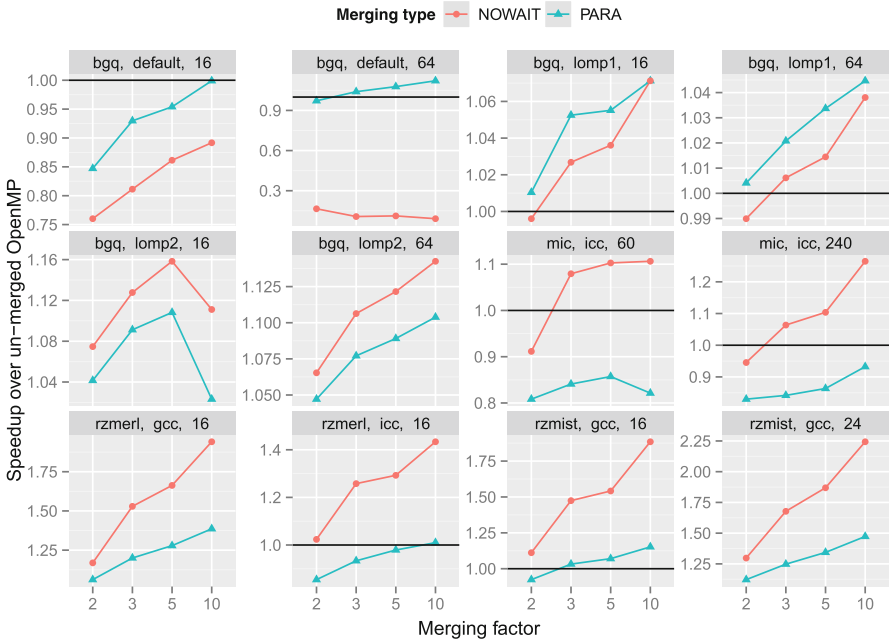 Merging type NOWAIT PARA
bgq, default, 16
bgq, default, 64
bgq, lomp1, 16
bgq, lomp1, 64
1.00
0.95
0.90
0.85
0.80
0.75
0.9
0.6
0.3
1.06
1.04
1.02
1.00
1.04
1.03
1.02
1.01
1.00
0.99
bgq, lomp2, 16
bgq, lomp2, 64
mic, icc, 60
mic, icc, 240
1.16
1.12
1.08
1.04
1.125
1.100
1.075
1.050
1.1
1.0
0.9
0.8
1.2
1.1
1.0
0.9
rzmerl, gcc, 16
rzmerl, icc, 16
rzmist, gcc, 16
rzmist, gcc, 24
1.75
1.50
1.25
1.4
1.2
1.0
1.75
1.50
1.25
1.00
2.25
2.00
1.75
1.50
1.25
2 3 5 10
2 3 5 10
2 3 5 10
2 3 5 10
Merging factor
Speedup over un-merged OpenMP